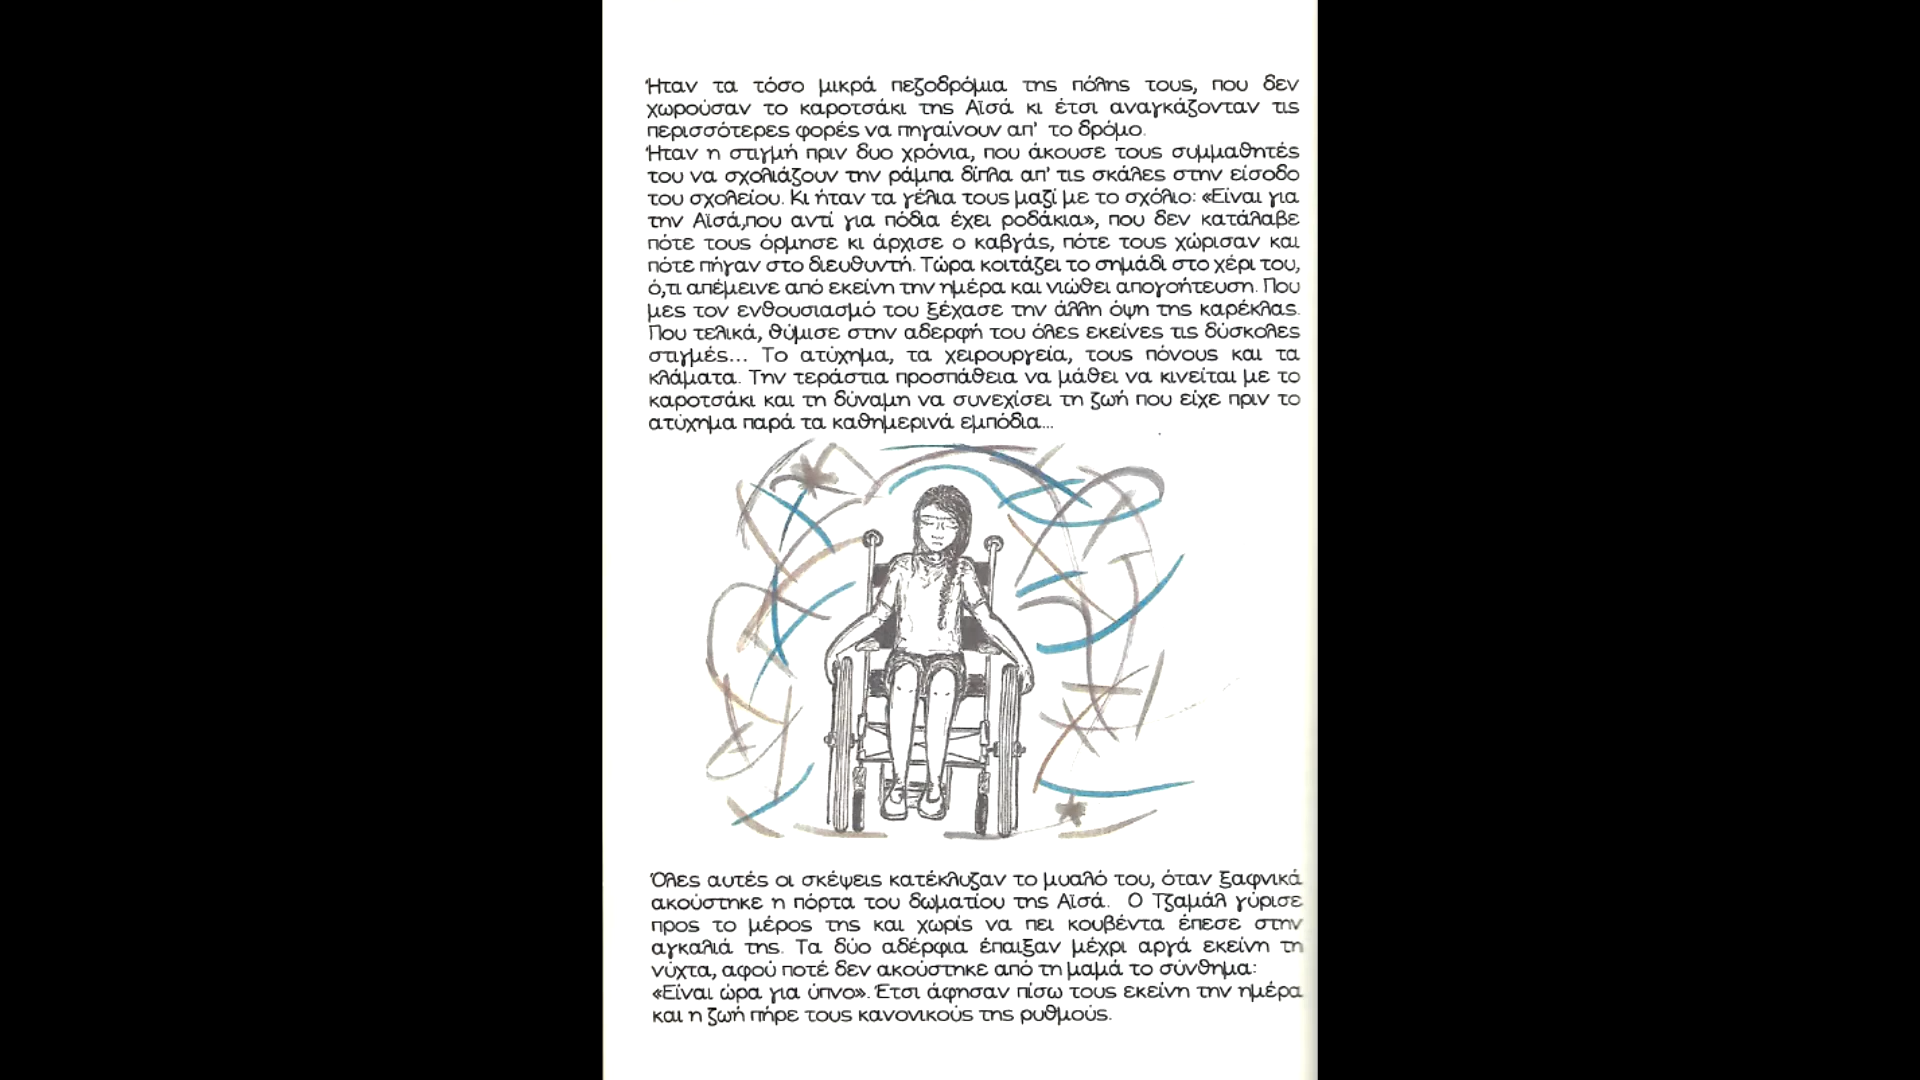 Ήταν τα τόσο μικρά πεζοδρόμια της πόλης τους, που δεν
χωρούσαν το καροτσάκι της Αϊσά κι έτσι αναγκάζονταν τις
περισσότερες φορές να πηγαίνουν απ' το δρόμο.
Ήταν η στιγμή πριν δυο χρόνια, που άκουσε τους συμμαθητές
του να σχολιάζουν την ράμπα δίπλα απ' τις σκάλες στην είσοδο
του σχολείου. Κι ήταν τα γέλια τους μαζί με το σχόλιο: «Είναι για
την Αϊσά,που αντί για πόδια έχει ροδάκια», που δεν κατάλαβε
πότε τους όρμησε κι άρχισε ο καβγάς, πότε τους χώρισαν και
πότε πήγαν στο διευθυντή. Τώρα κοιτάζει το σημάδι στο χέρι του,
ό,τι απέμεινε από εκείνη την ημέρα και νιώθει απογοήτευση. Που
μες τον ενθουσιασμό του ξέχασε την άλλη όψη της καρέκλας.
Που τελικά, θύμισε στην αδερφή του όλες εκείνες τις δύσκολες
στιγμές... Το ατύχημα, τα χειρουργεία, τους πόνους και τα
κλάματα. Την τεράστια προσπάθεια να μάθει να κινείται με το
καροτσάκι και τη δύναμη να συνεχίσει τη ζωή που είχε πριν το
ατύχημα παρά τα καθημερινά εμπόδια...
Όλες αυτές οι σκέψεις κατέκλυζαν το μυαλό του, όταν ξαφνικά
ακούστηκε η πόρτα του δωματίου της Αϊσά. Ο Τζαμάλ γύρισε
προς το μέρος της και χωρίς να πει κουβέντα έπεσε στην
αγκαλιά της. Τα δύο αδέρφια έπαιξαν μέχρι αργά εκείνη τη
νύχτα, αφού ποτέ δεν ακούστηκε από τη μαμά το σύνθημα:
«Είναι ώρα για ύπνο». Έτσι άφησαν πίσω τους εκείνη την ημέρα
και η ζωή πήρε τους κανονικούς της ρυθμούς.